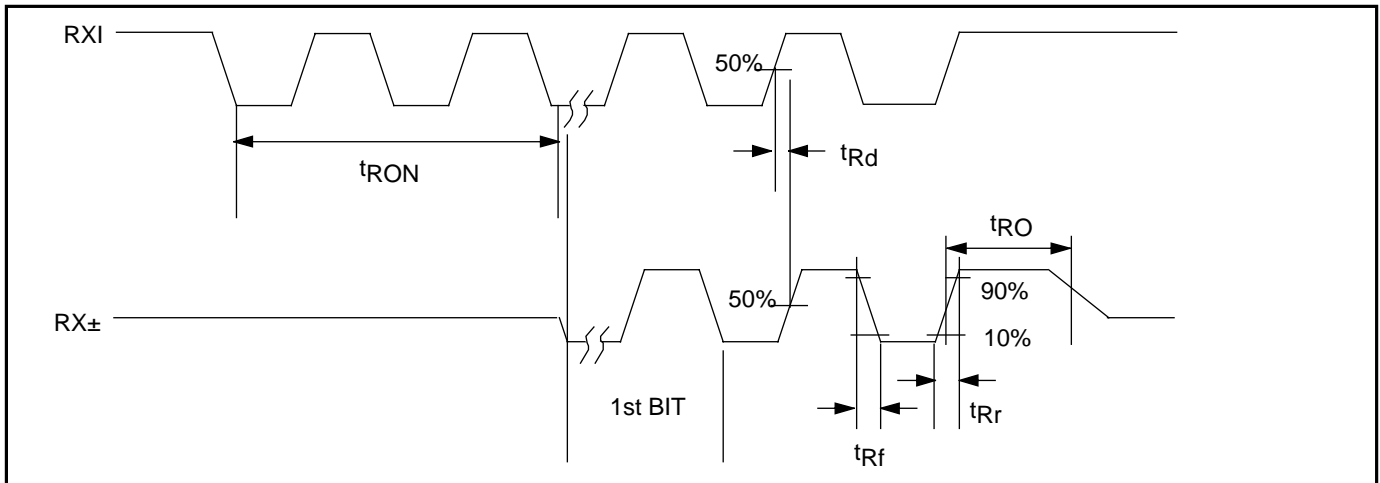 RXI
50%
tRd
tRON
tRO
50%
90%
RX±
10%
1st BIT
tRr
tRf